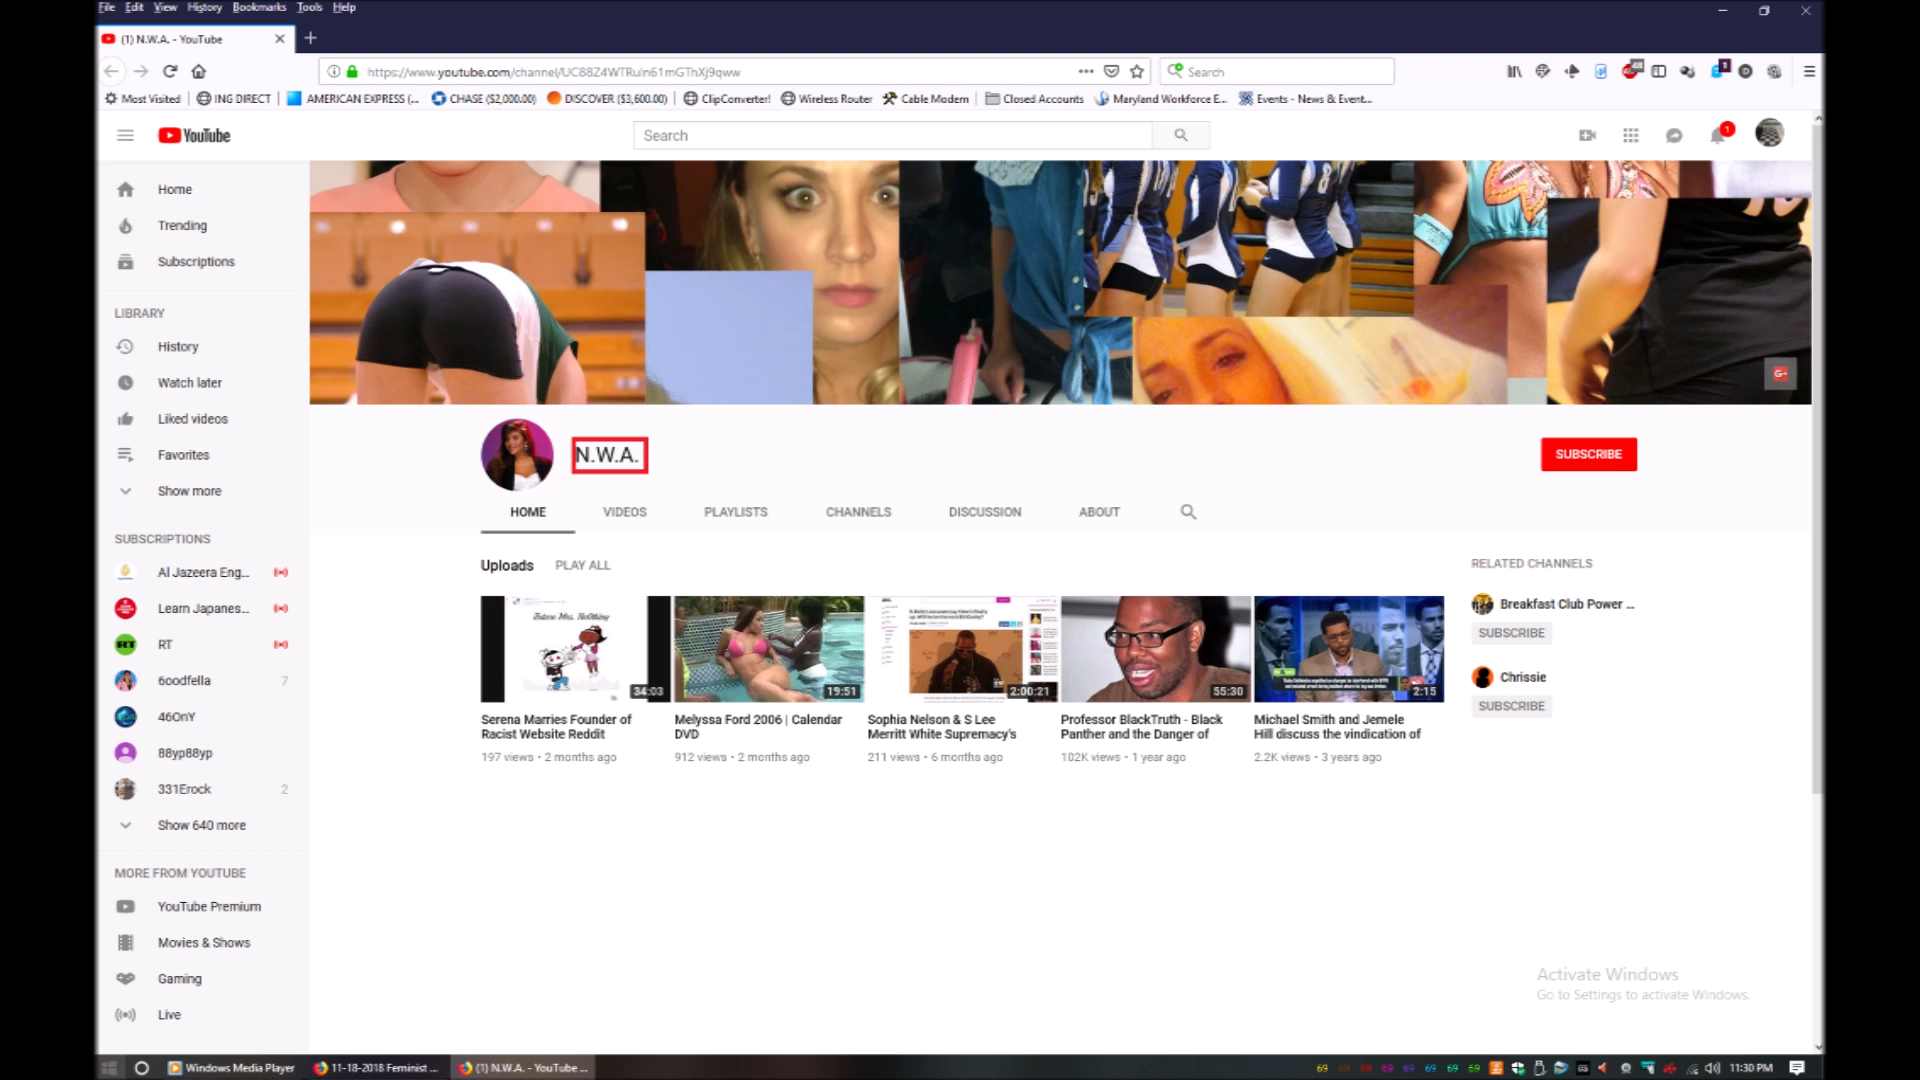 File Edit View History Bookmarks Tools Help
(1) N.W.A. - YouTube
https://www.youtube.com/channel/UC88Z4WTRuin61mGThXj9qww
Search
Most Visited
ING DIRECT
AMERICAN EXPRESS (...
CHASE ($2,000.00)
DISCOVER ($3,600.00)
ClipConverter!
Wireless Router
Cable Modem
Closed Accounts
Maryland Workforce E...
Events - News & Event...
YouTube
Search
1
Home
Trending
Subscriptions
LIBRARY
History
Watch later
Liked videos
Favorites
Show more
SUBSCRIPTIONS
Al Jazeera Eng...
Learn Japanes...
RT
6oodfella 7
46OnY
88yp88yp
331Erock 2
Show 640 more
MORE FROM YOUTUBE
YouTube Premium
Movies & Shows
Gaming
Live
G+
N.W.A.
SUBSCRIBE
HOME VIDEOS PLAYLISTS CHANNELS DISCUSSION ABOUT
Uploads PLAY ALL
34:03
Serena Marries Founder of
Racist Website Reddit
197 views • 2 months ago
19:51
Melyssa Ford 2006 | Calendar
DVD
912 views • 2 months ago
2:00:21
Sophia Nelson & S Lee
Merritt White Supremacy's
211 views • 6 months ago
55:30
Professor BlackTruth - Black
Panther and the Danger of
102K views • 1 year ago
2:15
Michael Smith and Jemele
Hill discuss the vindication of
2.2K views • 3 years ago
RELATED CHANNELS
Breakfast Club Power ...
SUBSCRIBE
Chrissie
SUBSCRIBE
Activate Windows
Go to Settings to activate Windows.
Windows Media Player
11-18-2018 Feminist ...
(1) N.W.A. - YouTube ...
69 69 69 69 69 69 69 69
11:30 PM